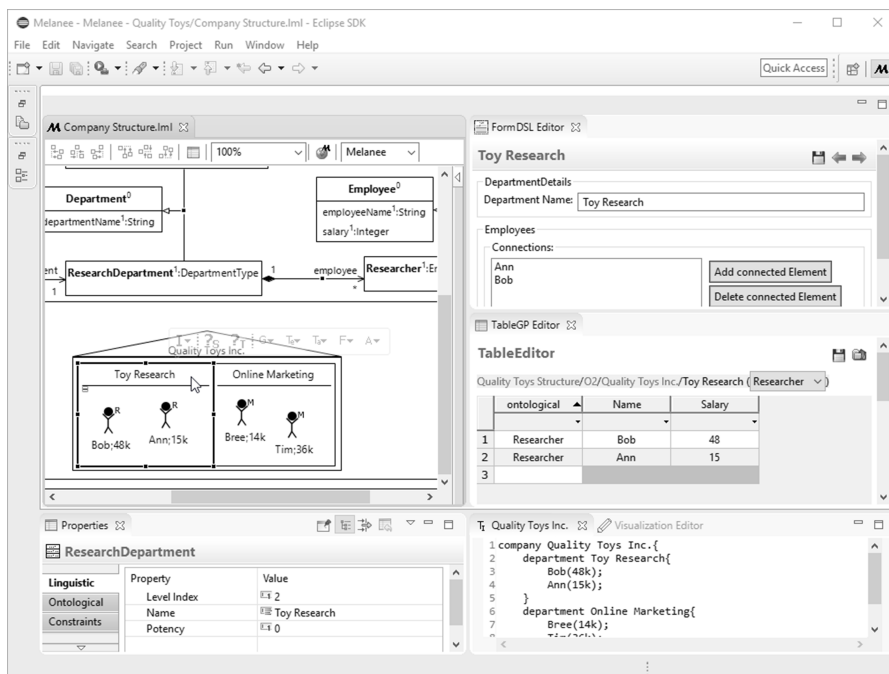 Melanee - Melanee - Quality Toys/Company Structure.lml - Eclipse SDK
File Edit Navigate Search Project Run Window Help
Quick Access
Company Structure.lml
100%
Melanee
Department0
departmentName1:String
Employee0
employeeName1:String
salary1:Integer
ResearchDepartment1:DepartmentType
1
employee
*
1
Quality Toys Inc.
Toy Research
Online Marketing
R
R
M
M
Bob;48k
Ann;15k
Bree;14k
Tim;36k
FormDSL Editor
Toy Research
DepartmentDetails
Department Name: Toy Research
Employees
Connections:
Ann
Bob
Add connected Element
Delete connected Element
TableGP Editor
TableEditor
Quality Toys Structure/O2/Quality Toys Inc./Toy Research (Researcher)
ontological Name Salary
1 Researcher Bob 48
2 Researcher Ann 15
3
Properties
ResearchDepartment
Linguistic
Ontological
Constraints
Property Value
Level Index 2
Name Toy Research
Potency 0
Quality Toys Inc. Visualization Editor
1 company Quality Toys Inc.{
2 department Toy Research{
3 Bob(48k);
4 Ann(15k);
5 }
6 department Online Marketing{
7 Bree(14k);